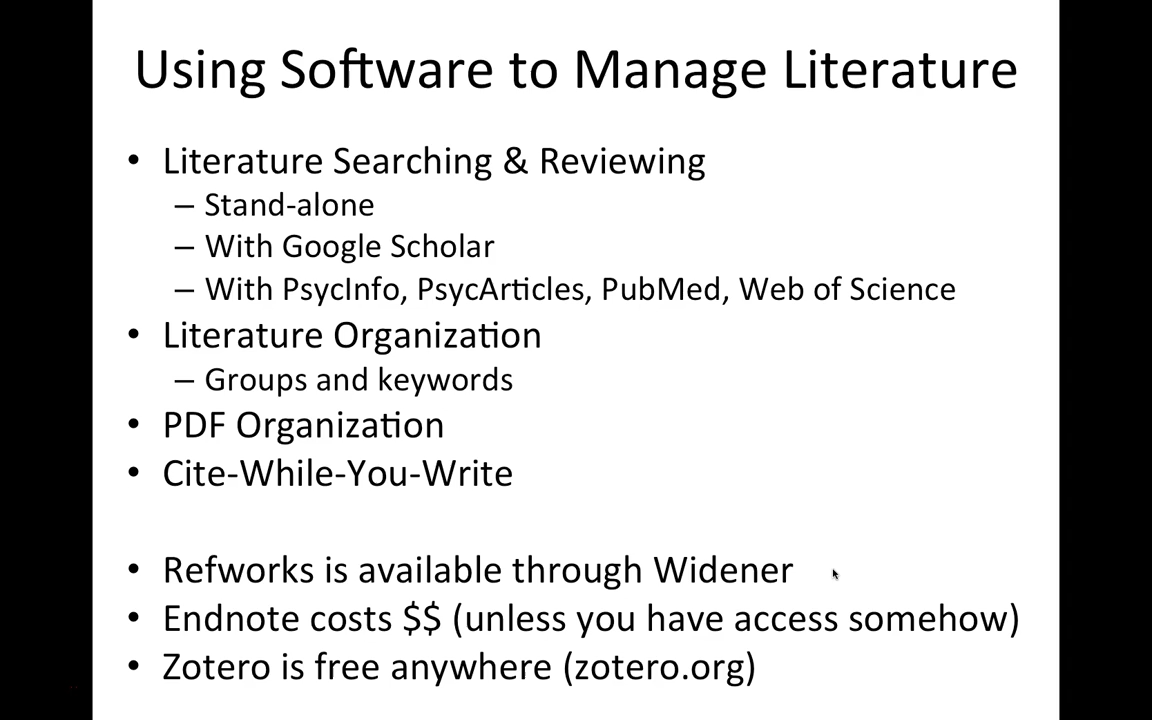 Using Software to Manage Literature
• Literature Searching & Reviewing
– Stand-alone
– With Google Scholar
– With PsycInfo, PsycArticles, PubMed, Web of Science
• Literature Organization
– Groups and keywords
• PDF Organization
• Cite-While-You-Write
• Refworks is available through Widener
• Endnote costs $$ (unless you have access somehow)
• Zotero is free anywhere (zotero.org)